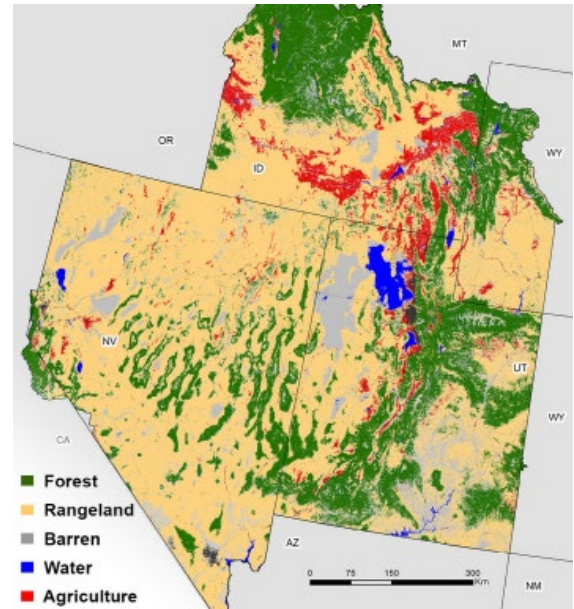 MT
OR
WY
ID
NV
UT
WY
CA
Forest
Rangeland
Barren
Water
Agriculture
AZ
0 75 150 300
Km
NM